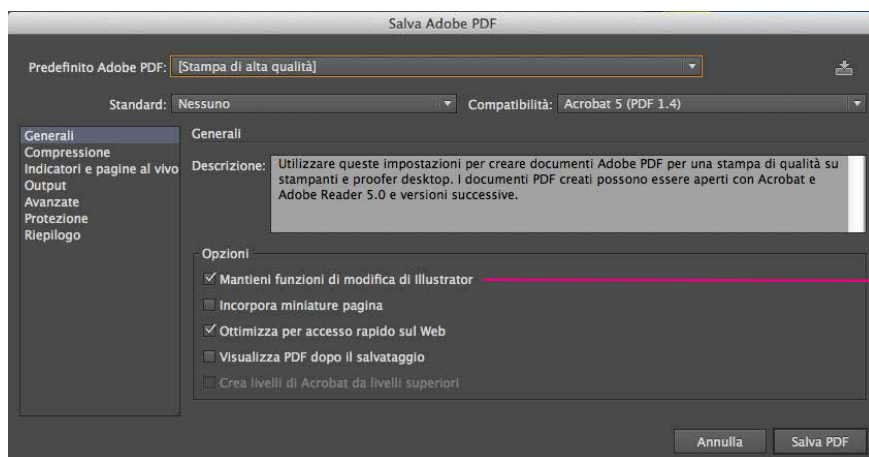 Salva Adobe PDF
Predefinito Adobe PDF: [Stampa di alta qualità]
Standard: Nessuno Compatibilità: Acrobat 5 (PDF 1.4)
Generali
Compressione
Indicatori e pagine al vivo
Output
Avanzate
Protezione
Riepilogo
Generali
Descrizione: Utilizzare queste impostazioni per creare documenti Adobe PDF per una stampa di qualità su
stampanti e proofer desktop. I documenti PDF creati possono essere aperti con Acrobat e
Adobe Reader 5.0 e versioni successive.
Opzioni
Mantieni funzioni di modifica di Illustrator
Incorpora miniature pagina
Ottimizza per accesso rapido sul Web
Visualizza PDF dopo il salvataggio
Crea livelli di Acrobat da livelli superiori
Annulla Salva PDF